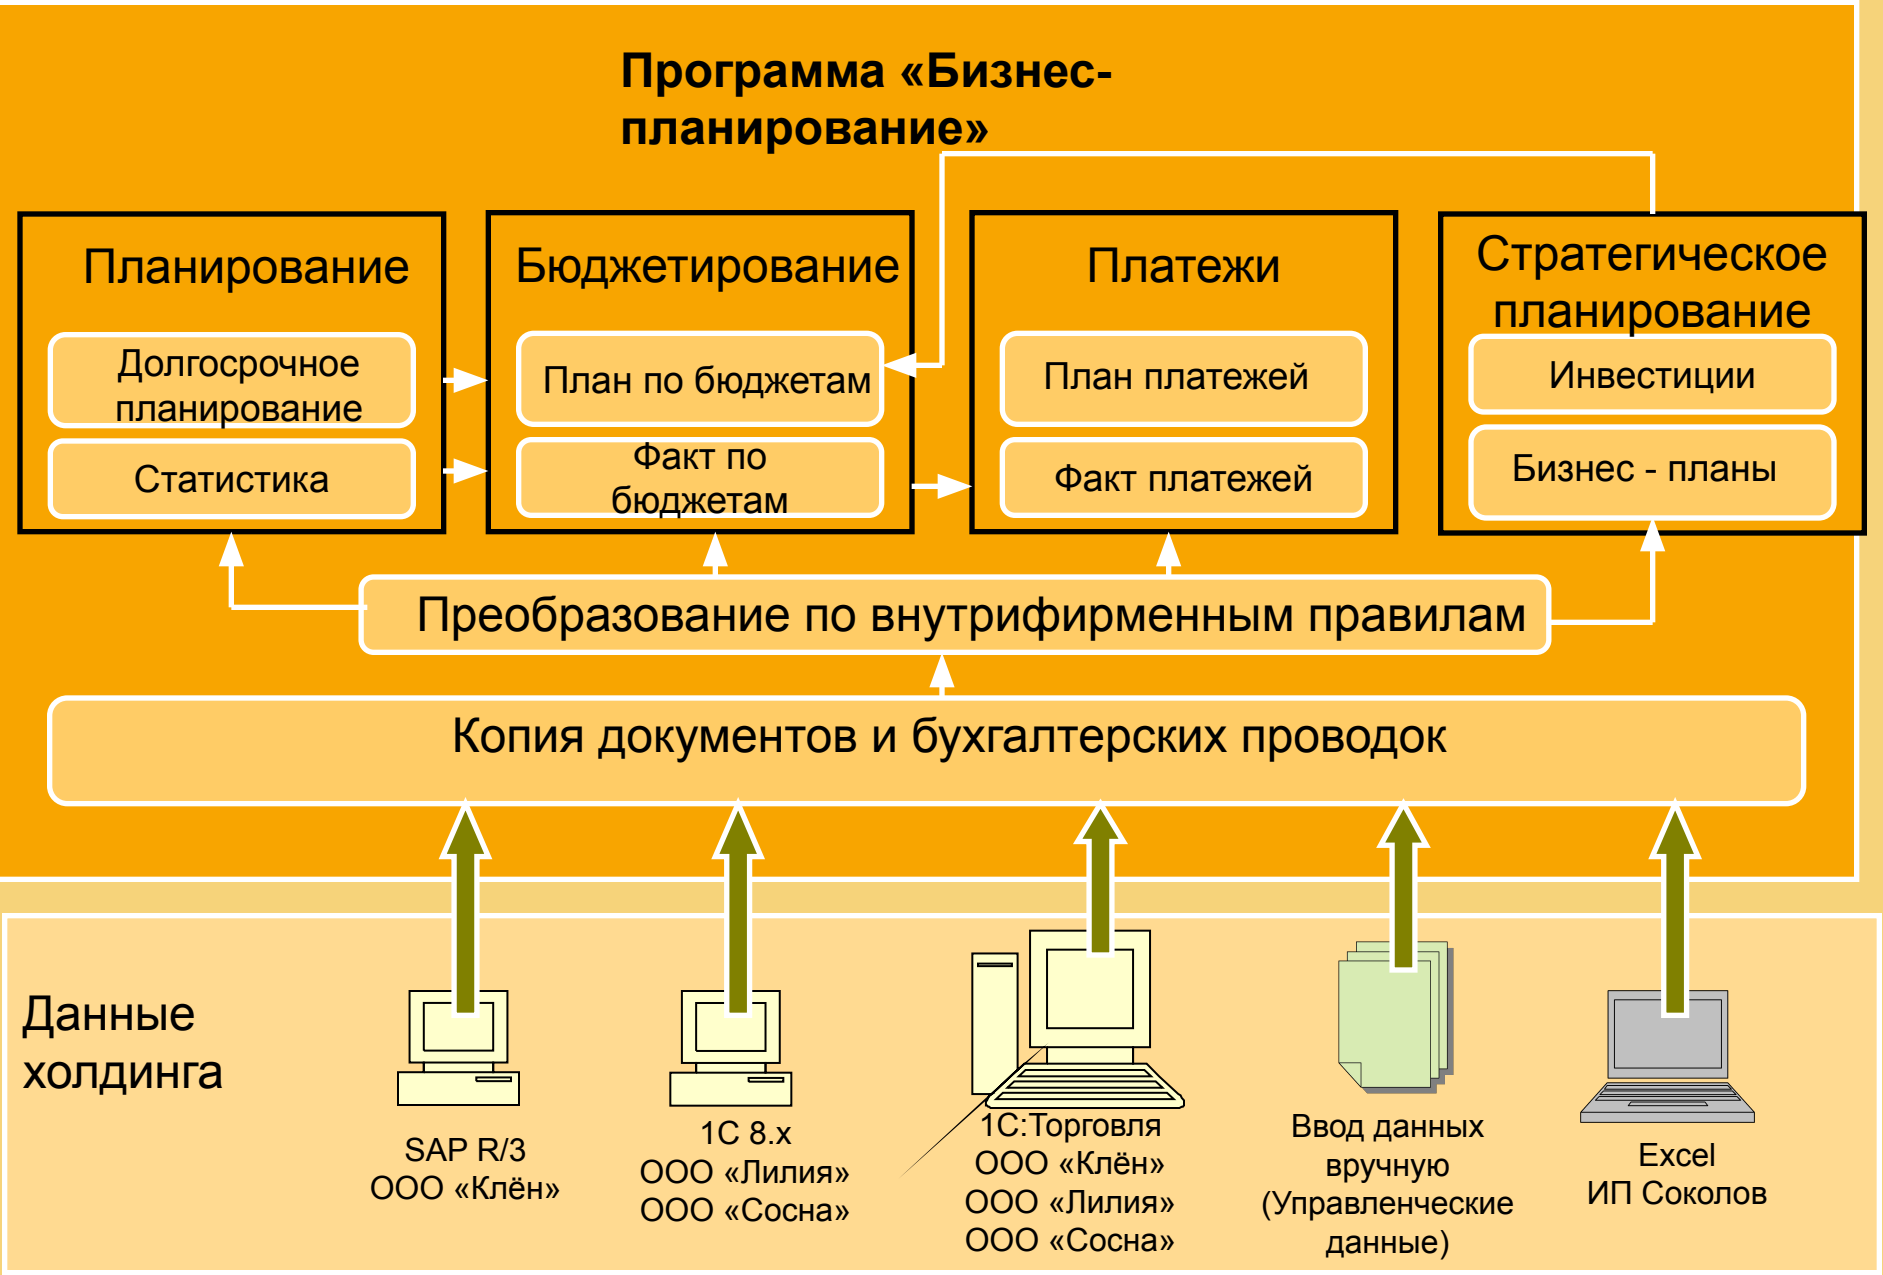 Программа «Бизнес-
планирование»
Планирование
Долгосрочное
планирование
Статистика
Бюджетирование
План по бюджетам
Факт по
бюджетам
Платежи
План платежей
Факт платежей
Стратегическое
планирование
Инвестиции
Бизнес - планы
Преобразование по внутрифирменным правилам
Копия документов и бухгалтерских проводок
Данные
холдинга
SAP R/3
ООО «Клён»
1С 8.х
ООО «Лилия»
ООО «Сосна»
1С:Торговля
ООО «Клён»
ООО «Лилия»
ООО «Сосна»
Ввод данных
вручную
(Управленческие
данные)
Excel
ИП Соколов